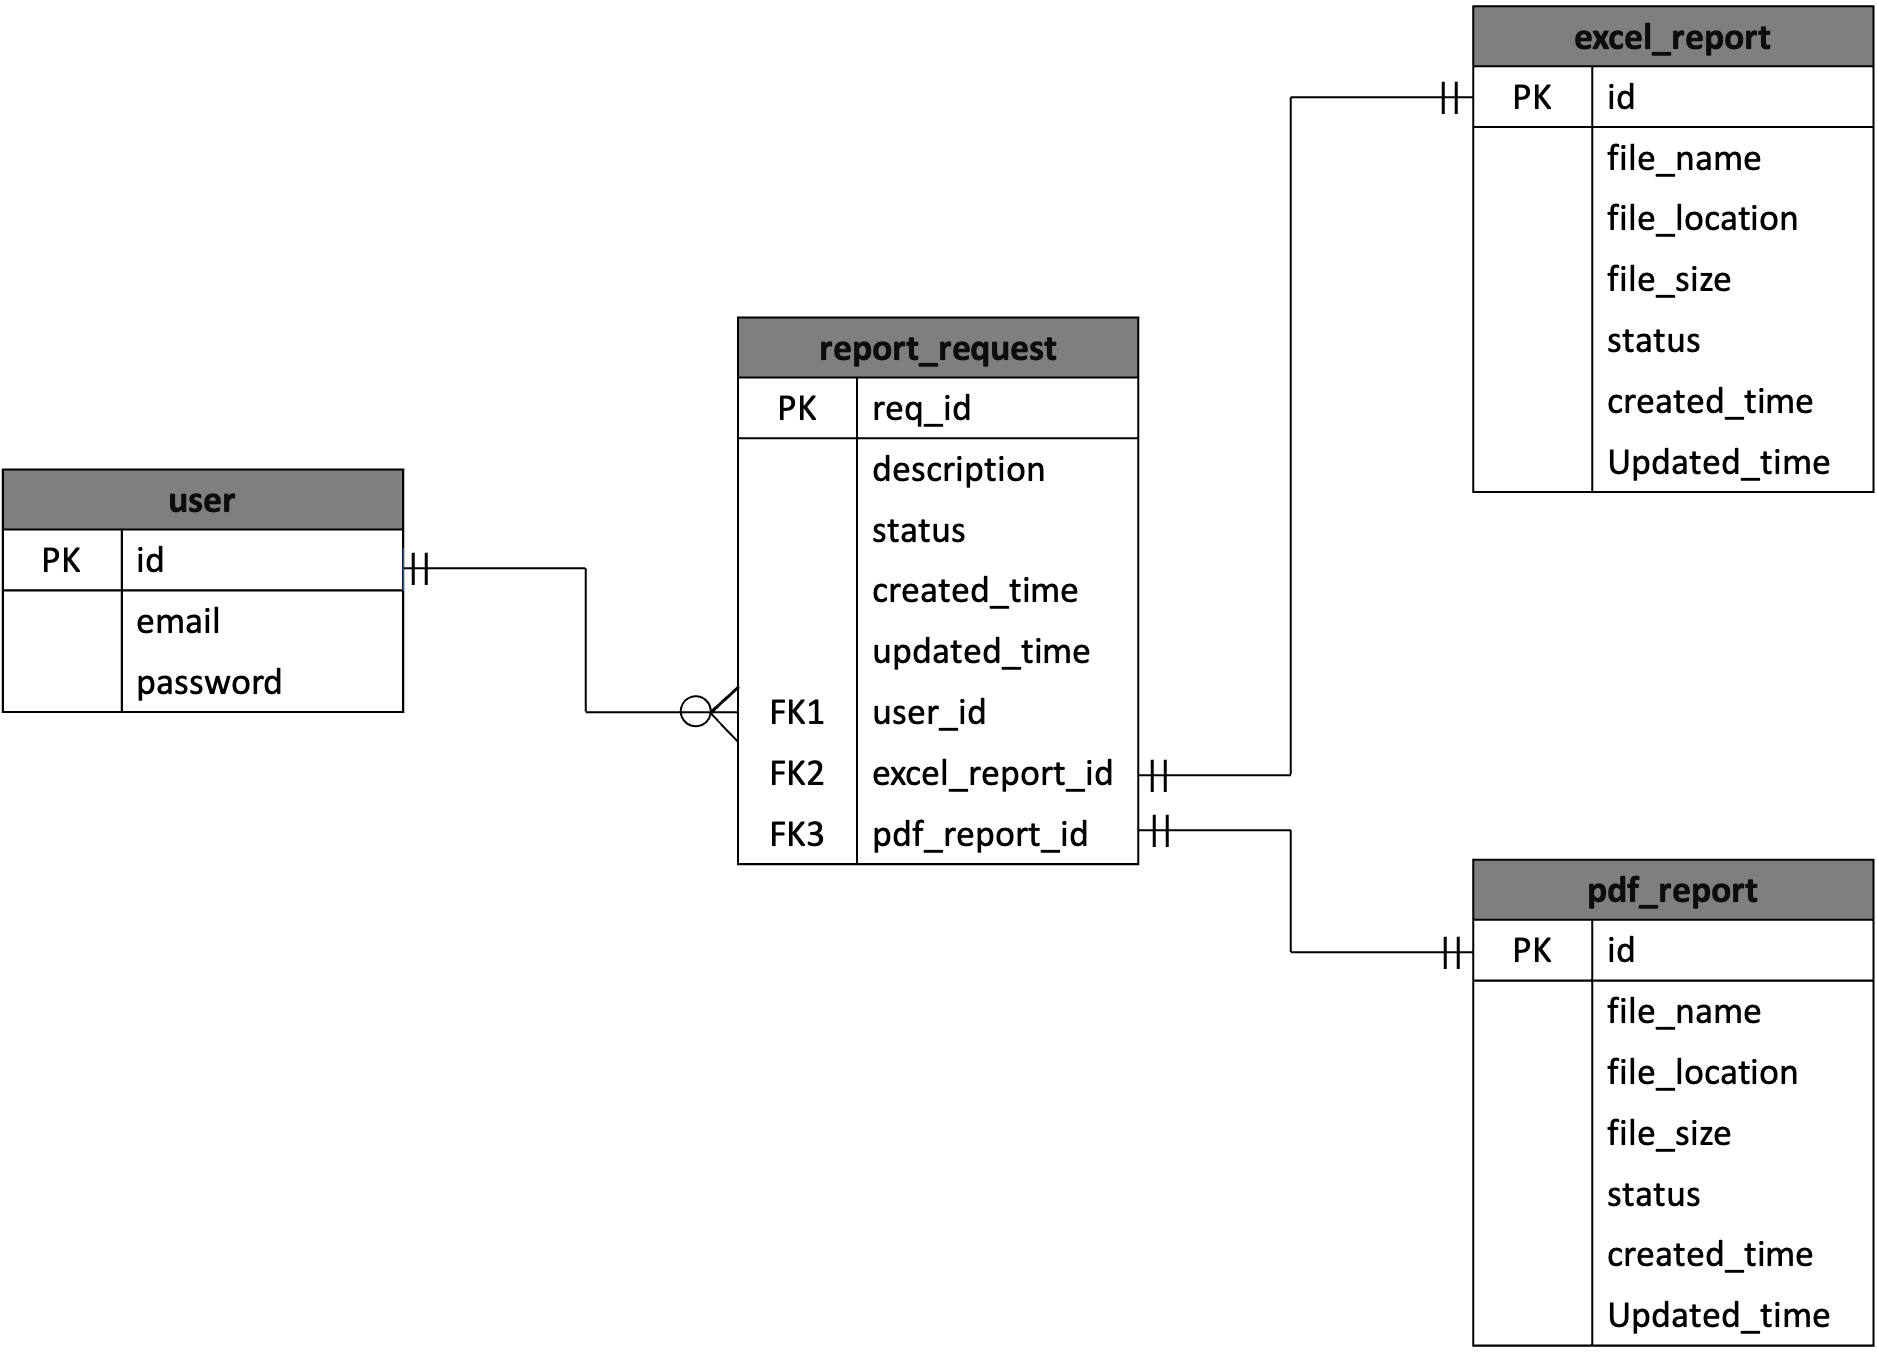 user
PK id
email
password
report_request
PK req_id
description
status
created_time
updated_time
FK1 user_id
FK2 excel_report_id
FK3 pdf_report_id
excel_report
PK id
file_name
file_location
file_size
status
created_time
Updated_time
pdf_report
PK id
file_name
file_location
file_size
status
created_time
Updated_time